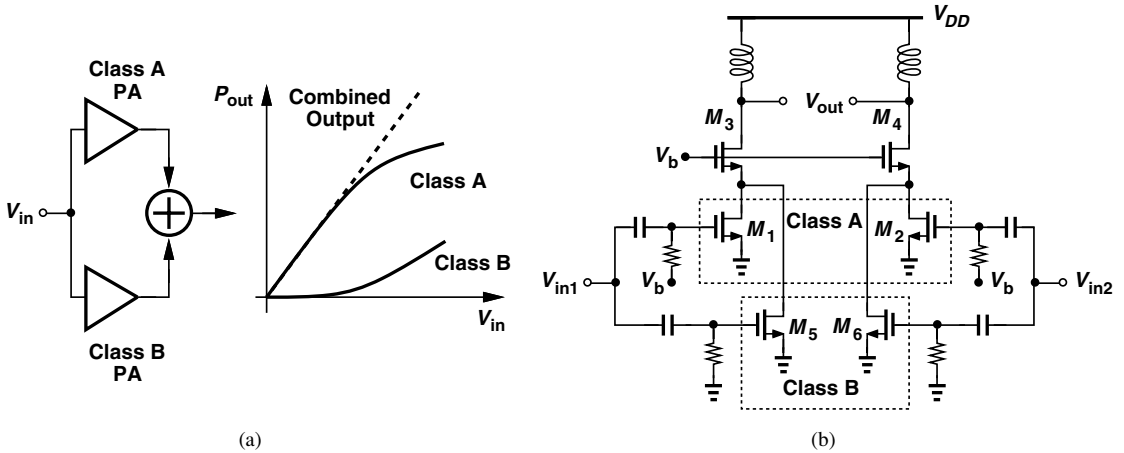 Class A
PA
V_in
Class B
PA
P_out
Combined
Output
Class A
Class B
V_in
(a)
V_DD
V_out
M_3
M_4
V_b
Class A
M_1
M_2
V_in1
V_b
V_b
V_in2
M_5
M_6
Class B
(b)